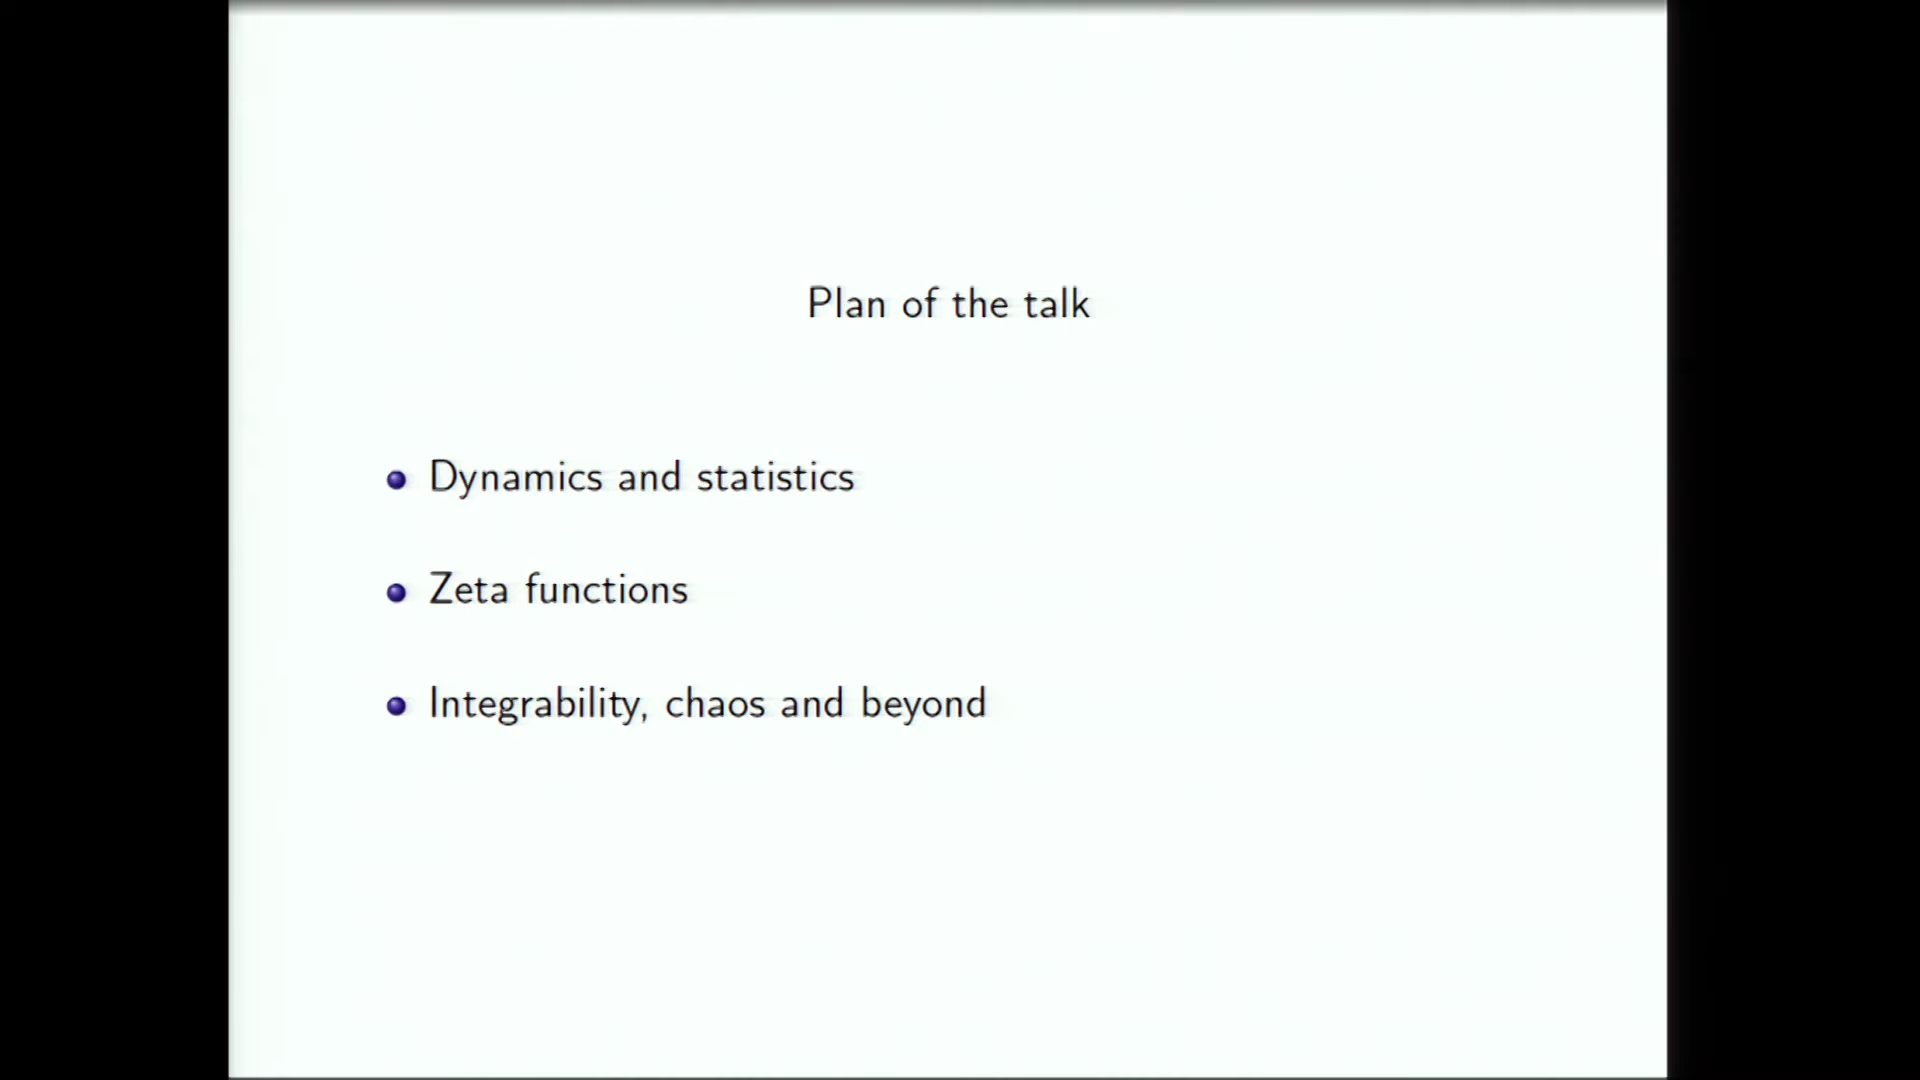 Plan of the talk
Dynamics and statistics
Zeta functions
Integrability, chaos and beyond